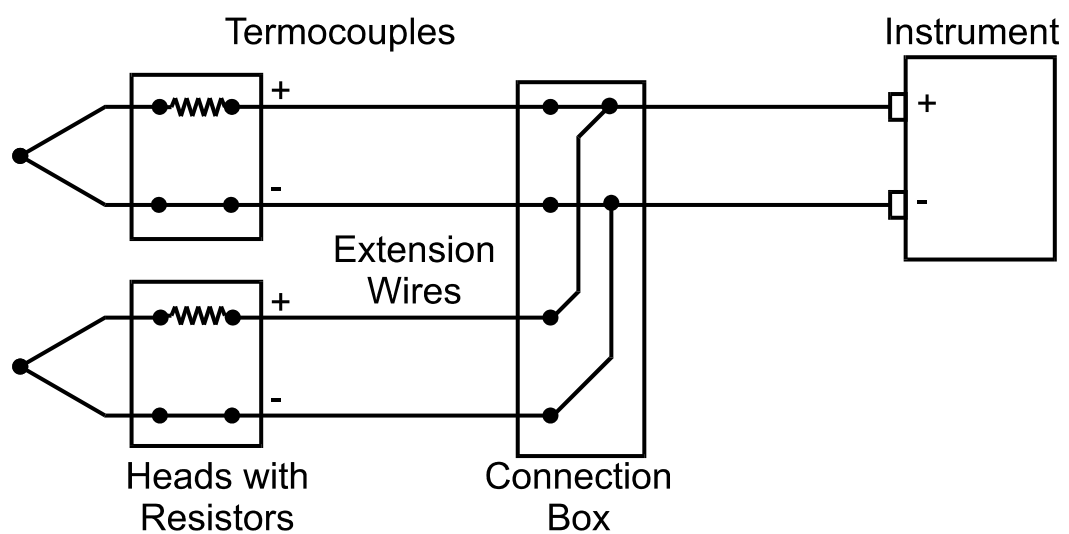 Termocouples
Instrument
+
+
-
-
Extension
Wires
+
-
Heads with
Resistors
Connection
Box